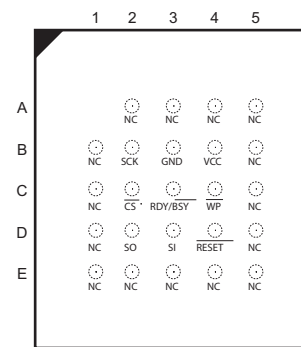 1 2 3 4 5
A
NC NC NC NC
B
NC SCK GND VCC NC
C
NC CS RDY/BSY WP NC
D
NC SO SI RESET NC
E
NC NC NC NC NC